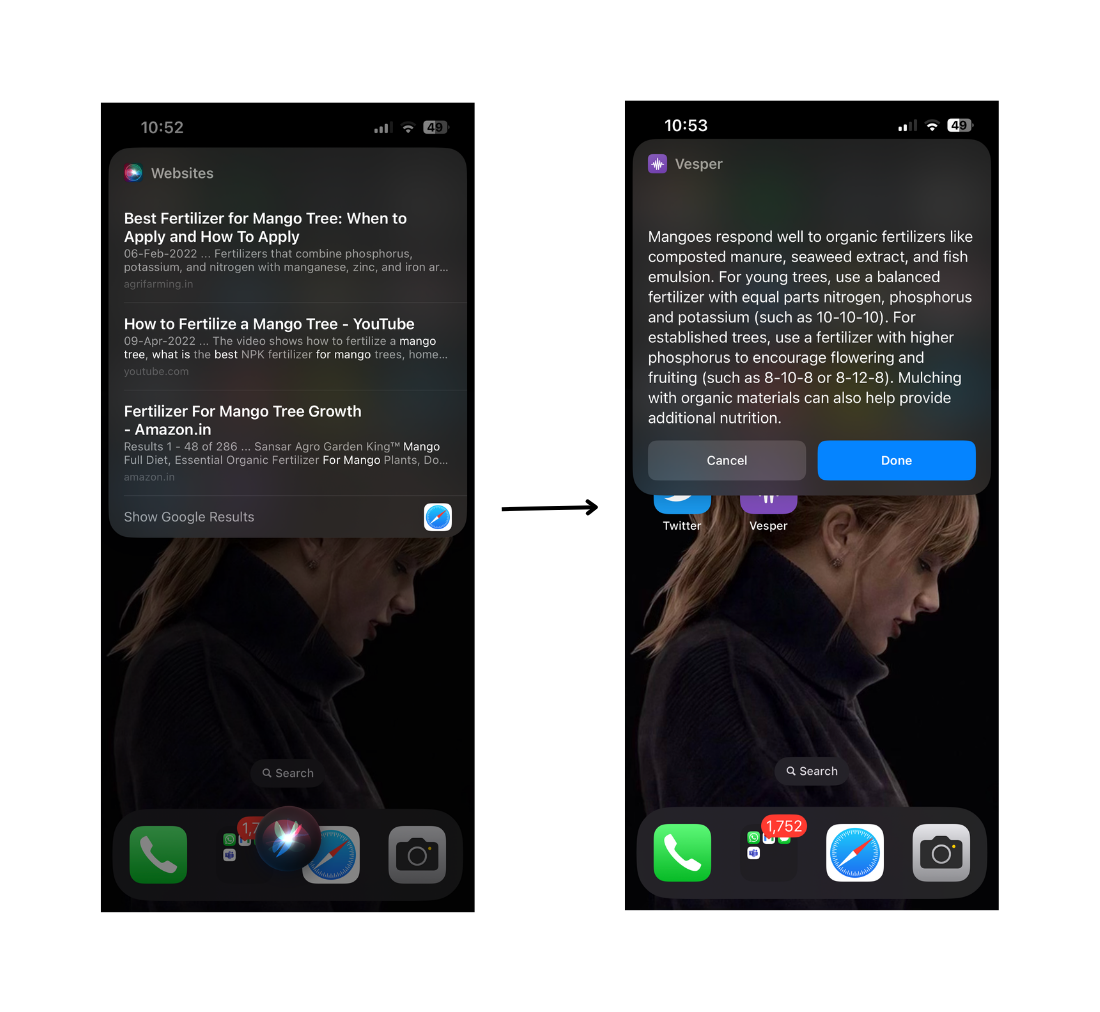 10:52
49
Websites
Best Fertilizer for Mango Tree: When to
Apply and How To Apply
06-Feb-2022 ... Fertilizers that combine phosphorus,
potassium, and nitrogen with manganese, zinc, and iron ar...
agrifarming.in
How to Fertilize a Mango Tree - YouTube
09-Apr-2022 ... The video shows how to fertilize a mango
tree, what is the best NPK fertilizer for mango trees, home...
youtube.com
Fertilizer For Mango Tree Growth
- Amazon.in
Results 1 - 48 of 286 ... Sansar Agro Garden King™ Mango
Full Diet, Essential Organic Fertilizer For Mango Plants, Do...
amazon.in
Show Google Results
Search
1,7
10:53
49
Vesper
Mangoes respond well to organic fertilizers like
composted manure, seaweed extract, and fish
emulsion. For young trees, use a balanced
fertilizer with equal parts nitrogen, phosphorus
and potassium (such as 10-10-10). For
established trees, use a fertilizer with higher
phosphorus to encourage flowering and
fruiting (such as 8-10-8 or 8-12-8). Mulching
with organic materials can also help provide
additional nutrition.
Cancel
Done
Twitter
Vesper
Search
1,752